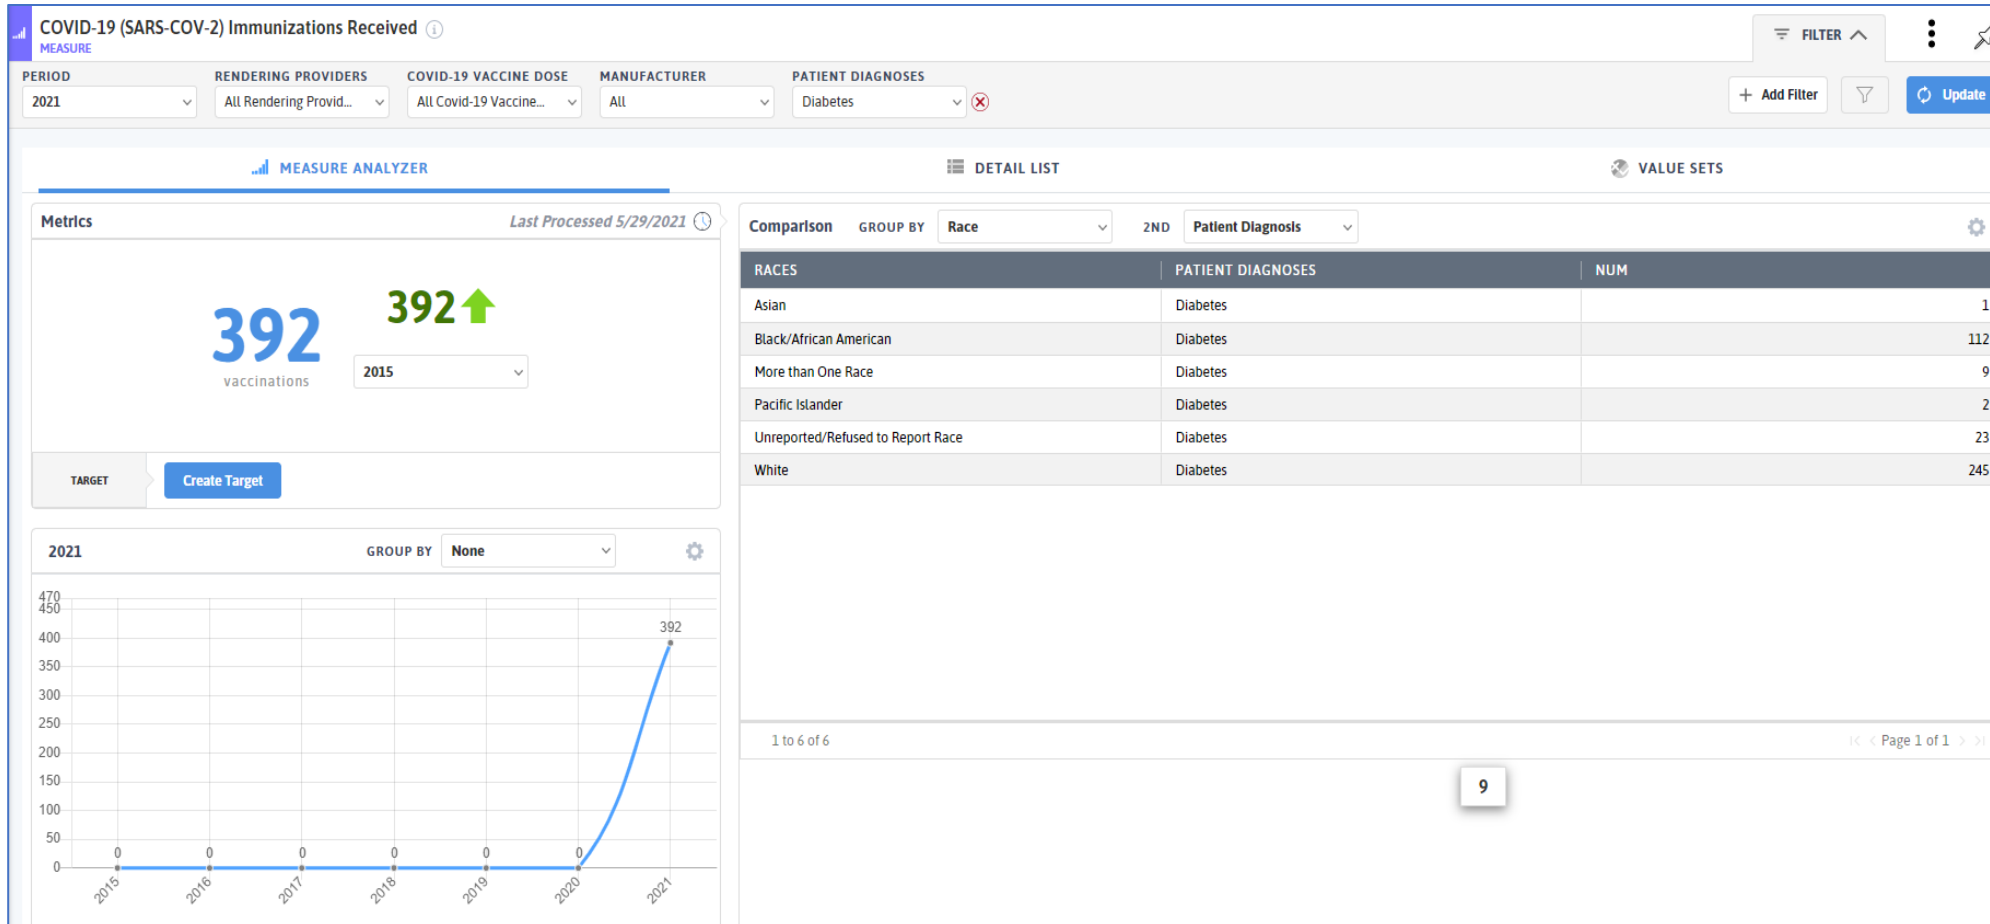 COVID-19 (SARS-COV-2) Immunizations Received
MEASURE
FILTER
PERIOD
2021
RENDERING PROVIDERS
All Rendering Provid...
COVID-19 VACCINE DOSE
All Covid-19 Vaccine...
MANUFACTURER
All
PATIENT DIAGNOSES
Diabetes
+ Add Filter
Update
MEASURE ANALYZER
DETAIL LIST
VALUE SETS
Metrics
Last Processed 5/29/2021
392
vaccinations
392
2015
TARGET
Create Target
Comparison GROUP BY Race 2ND Patient Diagnosis
RACES PATIENT DIAGNOSES NUM
Asian Diabetes 1
Black/African American Diabetes 112
More than One Race Diabetes 9
Pacific Islander Diabetes 2
Unreported/Refused to Report Race Diabetes 23
White Diabetes 245
1 to 6 of 6
Page 1 of 1
9
2021 GROUP BY None
470
450
400
350
300
250
200
150
100
50
0
0 0 0 0 0 0 392
2015 2016 2017 2018 2019 2020 2021